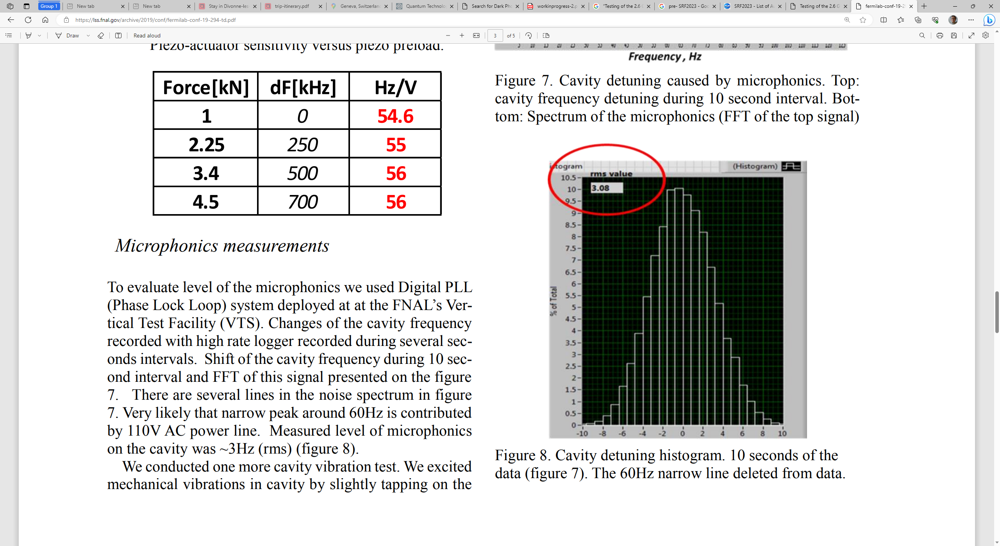 Group 1
New tab
New tab
Stay in Divonne-les-
trip-itinerary.pdf
Geneva, Switzerlan
Quantum Technolo
Search for Dark Pho
workinprogress-2.p
"Testing of the 2.6 G
pre- SRF2023 - Goo
SRF2023 - List of Au
Testing of the 2.6 G
fermilab-conf-19-2
https://lss.fnal.gov/archive/2019/conf/fermilab-conf-19-294-td.pdf
Draw
Read aloud
3 of 5
Piezo-actuator sensitivity versus piezo preload.
Force[kN] dF[kHz] Hz/V
1 0 54.6
2.25 250 55
3.4 500 56
4.5 700 56
Microphonics measurements
To evaluate level of the microphonics we used Digital PLL
(Phase Lock Loop) system deployed at at the FNAL's Ver-
tical Test Facility (VTS). Changes of the cavity frequency
recorded with high rate logger recorded during several sec-
onds intervals. Shift of the cavity frequency during 10 sec-
ond interval and FFT of this signal presented on the figure
7. There are several lines in the noise spectrum in figure
7. Very likely that narrow peak around 60Hz is contributed
by 110V AC power line. Measured level of microphonics
on the cavity was ~3Hz (rms) (figure 8).
We conducted one more cavity vibration test. We excited
mechanical vibrations in cavity by slightly tapping on the
Frequency, Hz
Figure 7. Cavity detuning caused by microphonics. Top:
cavity frequency detuning during 10 second interval. Bot-
tom: Spectrum of the microphonics (FFT of the top signal)
istogram
(Histogram)
rms value
3.08
% of Total
10.5
10
9.5
9
8.5
8
7.5
7
6.5
6
5.5
5
4.5
4
3.5
3
2.5
2
1.5
1
0.5
0
-10 -8 -6 -4 -2 0 2 4 6 8 10
Figure 8. Cavity detuning histogram. 10 seconds of the
data (figure 7). The 60Hz narrow line deleted from data.